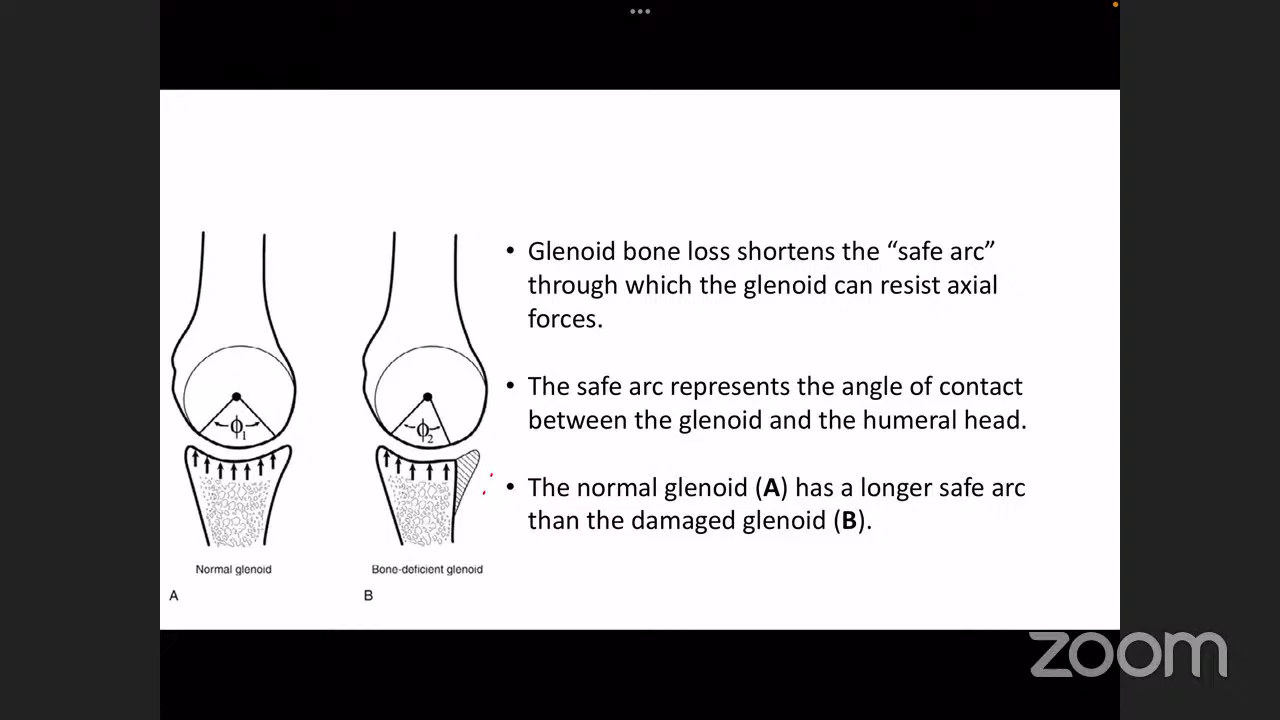 • Glenoid bone loss shortens the “safe arc”
through which the glenoid can resist axial
forces.
• The safe arc represents the angle of contact
between the glenoid and the humeral head.
• The normal glenoid (A) has a longer safe arc
than the damaged glenoid (B).
ϕ1
ϕ2
Normal glenoid
Bone-deficient glenoid
A
B
zoom